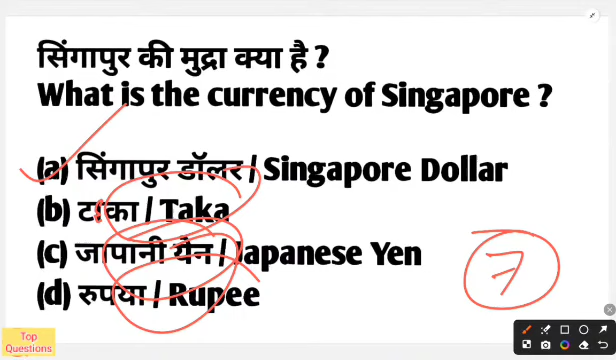 सिंगापुर की मुद्रा क्या है ?
What is the currency of Singapore ?
(a) सिंगापुर डॉलर / Singapore Dollar
(b) टाका / Taka
(c) जापानी येन / Japanese Yen
(d) रुपया / Rupee
Top
Questions